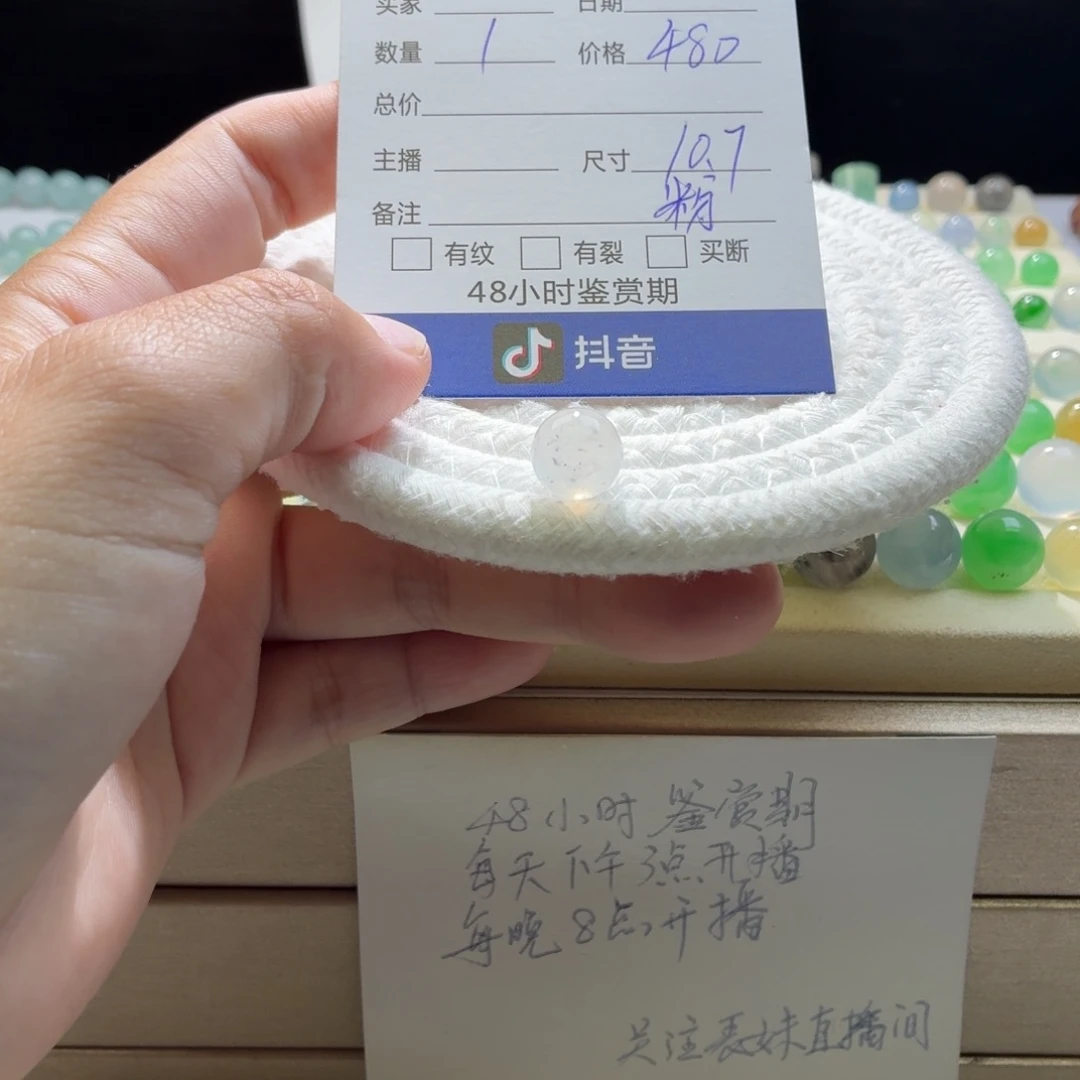 买家 日期
数量 1 价格 480
总价
主播 尺寸 10.7
备注 粉
有纹 有裂 买断
48小时鉴赏期
抖音
48小时鉴赏期
每天下午3点开播
每晚8点开播
关注麦妹直播间